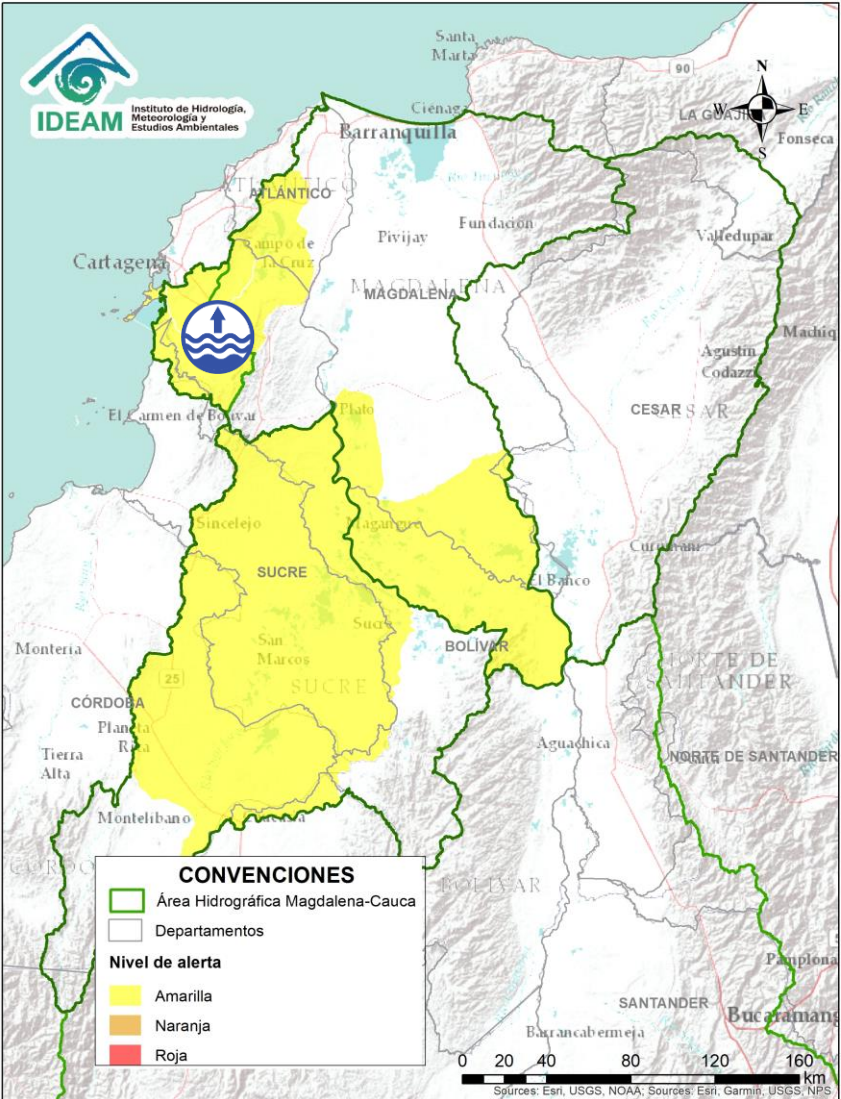 IDEAM
Instituto de Hidrología,
Meteorología y
Estudios Ambientales
Santa
Marta
90
N
W
E
S
Ciénaga
LA GUAJIRA
Barranquilla
Fonseca
ATLÁNTICO
ATLÁNTICO
Pivijay
Fundación
Valledupar
Campo de
la Cruz
Cartagena
MAGDALENA
MAGDALENA
Machiq
Agustín
Codazzi
El Carmen de Bolívar
Plato
CESAR
CESAR
Sincelejo
Magangué
Curumaní
SUCRE
El Banco
Sucre
San
Marcos
BOLÍVAR
Montería
NORTE DE
SANTANDER
25
SUCRE
CÓRDOBA
Planeta
Rica
Aguachica
Tierra
Alta
NORTE DE SANTANDER
Montelíbano
CONVENCIONES
Área Hidrográfica Magdalena-Cauca
Departamentos
Nivel de alerta
Amarilla
Naranja
Roja
BOLÍVAR
Pamplona
SANTANDER
Bucaramang
Barrancabermeja
0 20 40 80 120 160
km
Sources: Esri, USGS, NOAA; Sources: Esri, Garmin, USGS, NPS